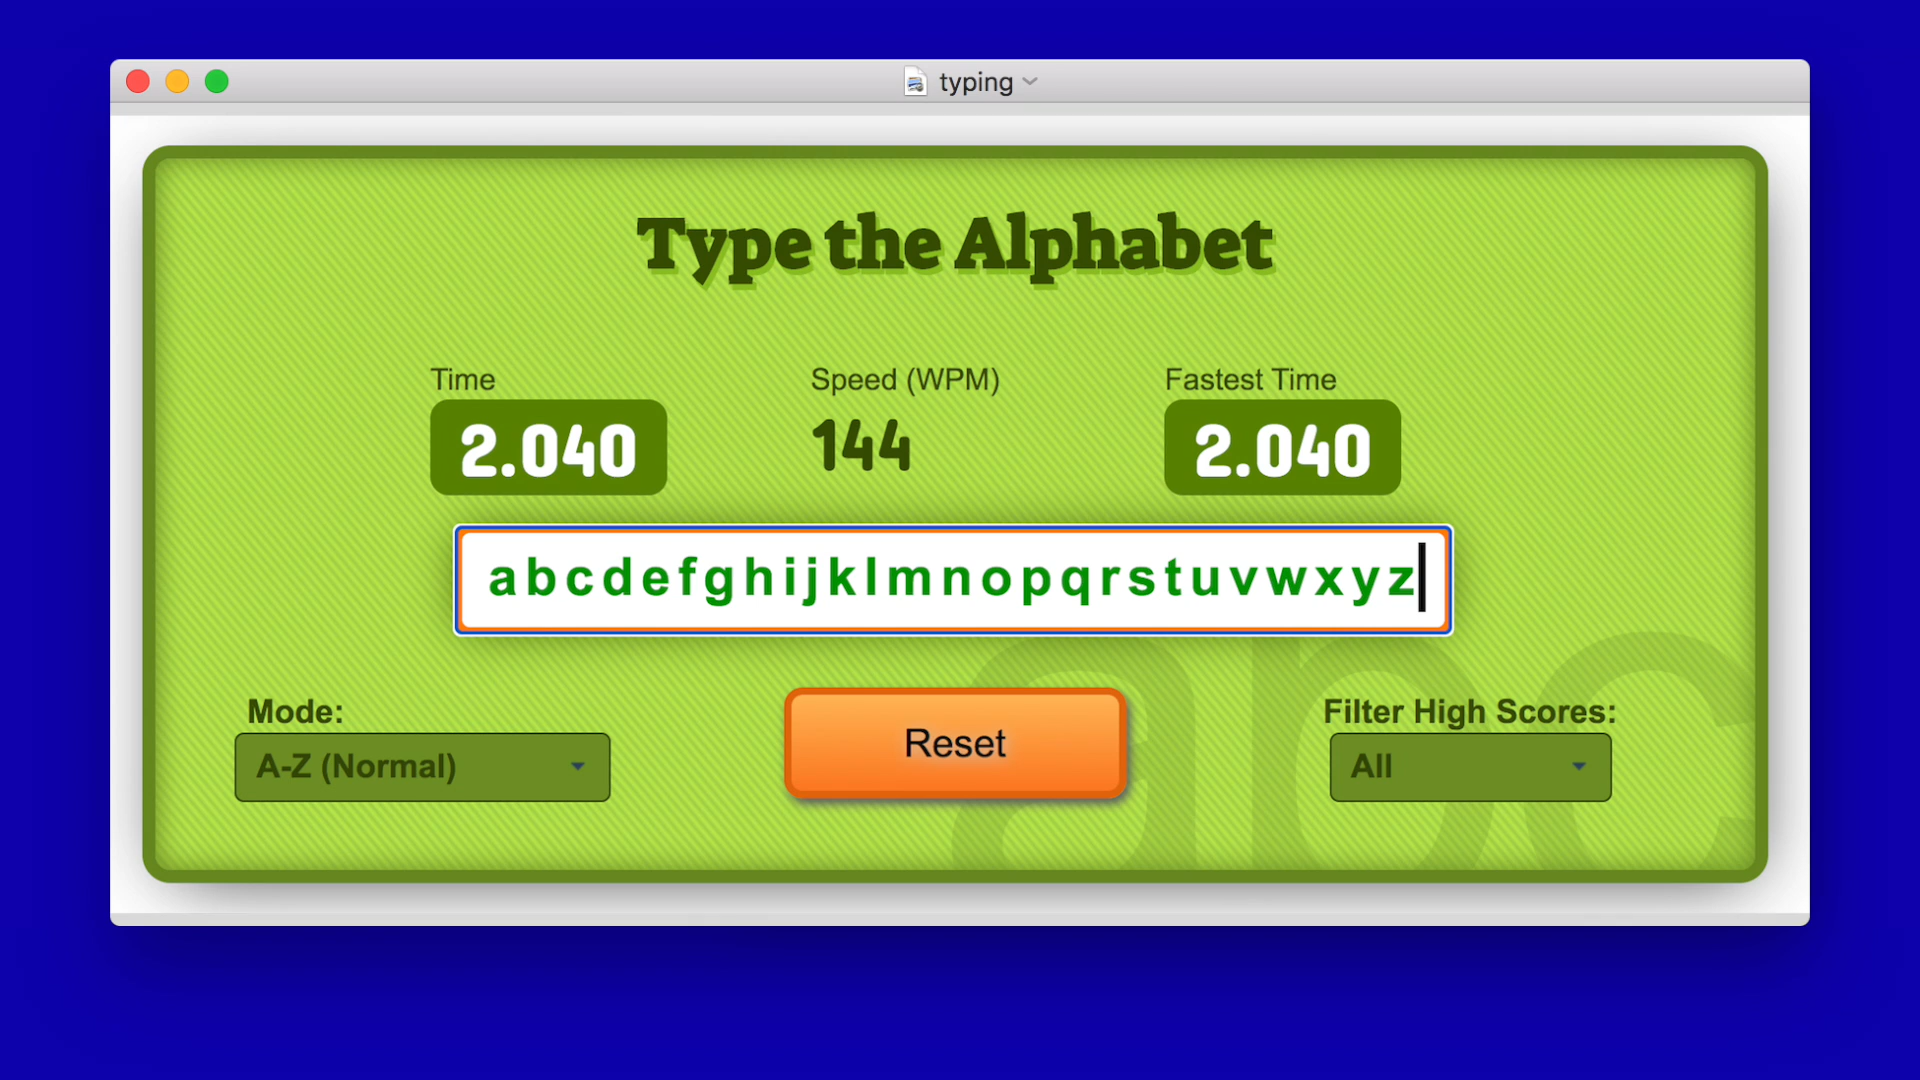 typing
Type the Alphabet
Time
Speed (WPM)
Fastest Time
2.040
144
2.040
abcdefghijklmnopqrstuvwxyz
Mode:
Filter High Scores:
A-Z (Normal)
Reset
All
abc